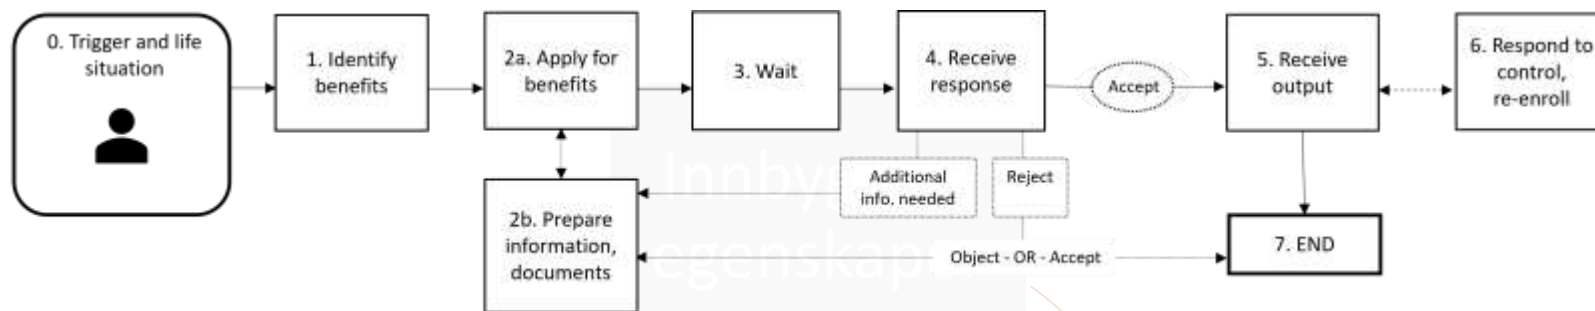 0. Trigger and life
situation
1. Identify
benefits
2a. Apply for
benefits
3. Wait
4. Receive
response
Accept
5. Receive
output
6. Respond to
control,
re-enroll
Additional
info. needed
Reject
2b. Prepare
information,
documents
Object - OR - Accept
7. END